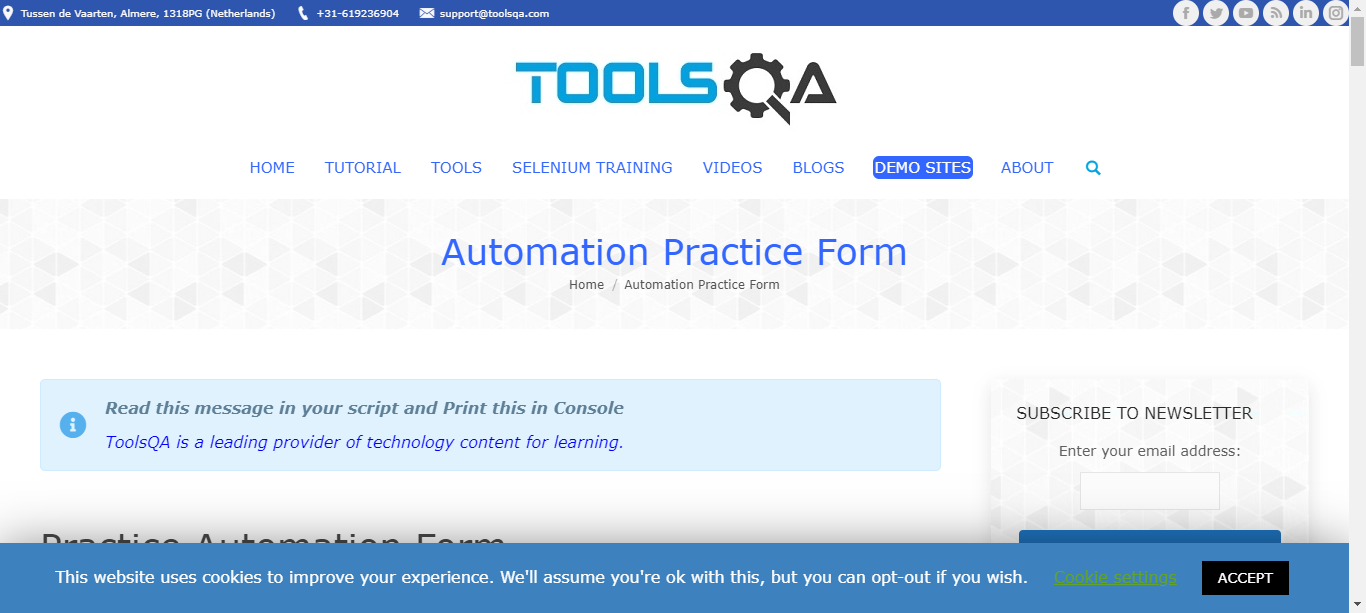 Tussen de Vaarten, Almere, 1318PG (Netherlands) +31-619236904 support@toolsqa.com
TOOLSQA
HOME TUTORIAL TOOLS SELENIUM TRAINING VIDEOS BLOGS DEMO SITES ABOUT
Automation Practice Form
Home / Automation Practice Form
Read this message in your script and Print this in Console
ToolsQA is a leading provider of technology content for learning.
SUBSCRIBE TO NEWSLETTER
Enter your email address:
Practice Automation Form
This website uses cookies to improve your experience. We'll assume you're ok with this, but you can opt-out if you wish. Cookie settings ACCEPT